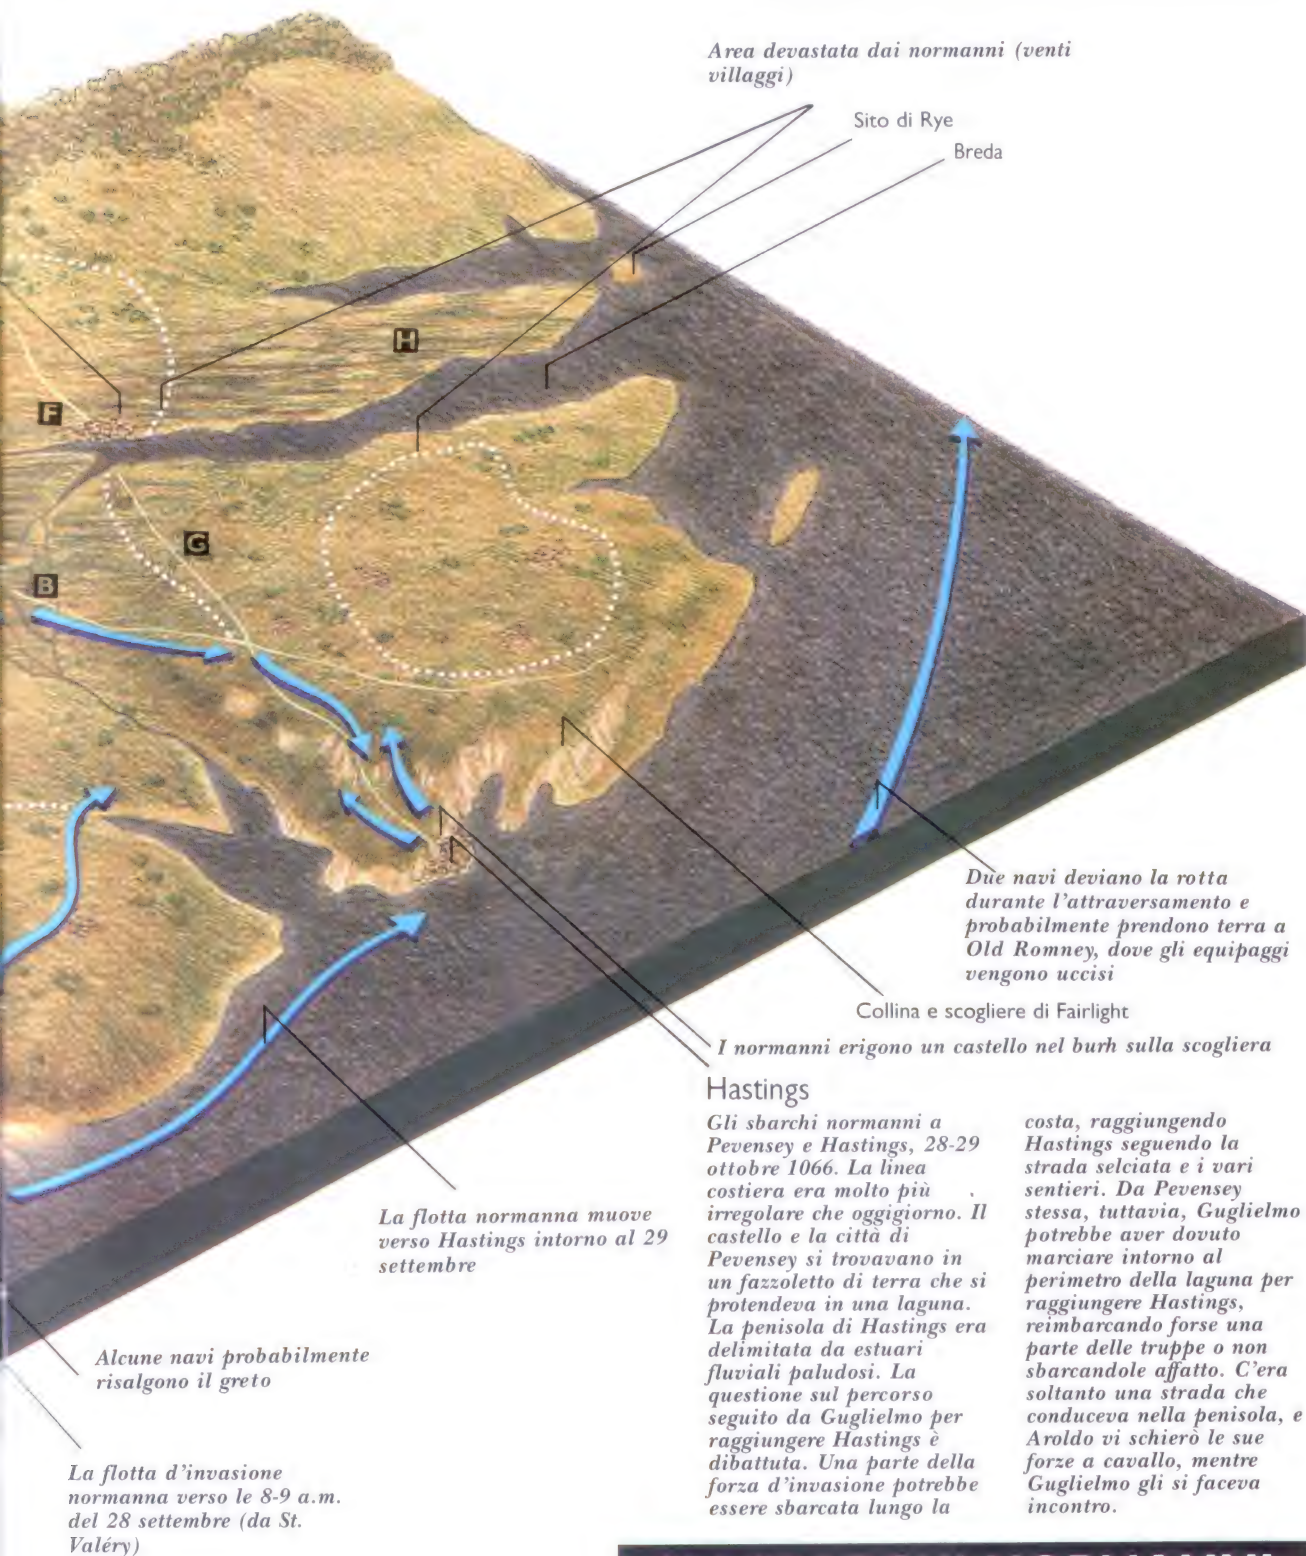 Area devastata dai normanni (venti
villaggi)
Sito di Rye
Breda
H
F
G
B
Due navi deviano la rotta
durante l'attraversamento e
probabilmente prendono terra a
Old Romney, dove gli equipaggi
vengono uccisi
Collina e scogliere di Fairlight
I normanni erigono un castello nel burh sulla scogliera
Hastings
Gli sbarchi normanni a
Pevensey e Hastings, 28-29
ottobre 1066. La linea
costiera era molto più
irregolare che oggigiorno. Il
castello e la città di
Pevensey si trovavano in
un fazzoletto di terra che si
protendeva in una laguna.
La penisola di Hastings era
delimitata da estuari
fluviali paludosi. La
questione sul percorso
seguito da Guglielmo per
raggiungere Hastings è
dibattuta. Una parte della
forza d'invasione potrebbe
essere sbarcata lungo la
costa, raggiungendo
Hastings seguendo la
strada selciata e i vari
sentieri. Da Pevensey
stessa, tuttavia, Guglielmo
potrebbe aver dovuto
marciare intorno al
perimetro della laguna per
raggiungere Hastings,
reimbarcando forse una
parte delle truppe o non
sbarcandole affatto. C'era
soltanto una strada che
conduceva nella penisola, e
Aroldo vi schierò le sue
forze a cavallo, mentre
Guglielmo gli si faceva
incontro.
La flotta normanna muove
verso Hastings intorno al 29
settembre
Alcune navi probabilmente
risalgono il greto
La flotta d'invasione
normanna verso le 8-9 a.m.
del 28 settembre (da St.
Valéry)